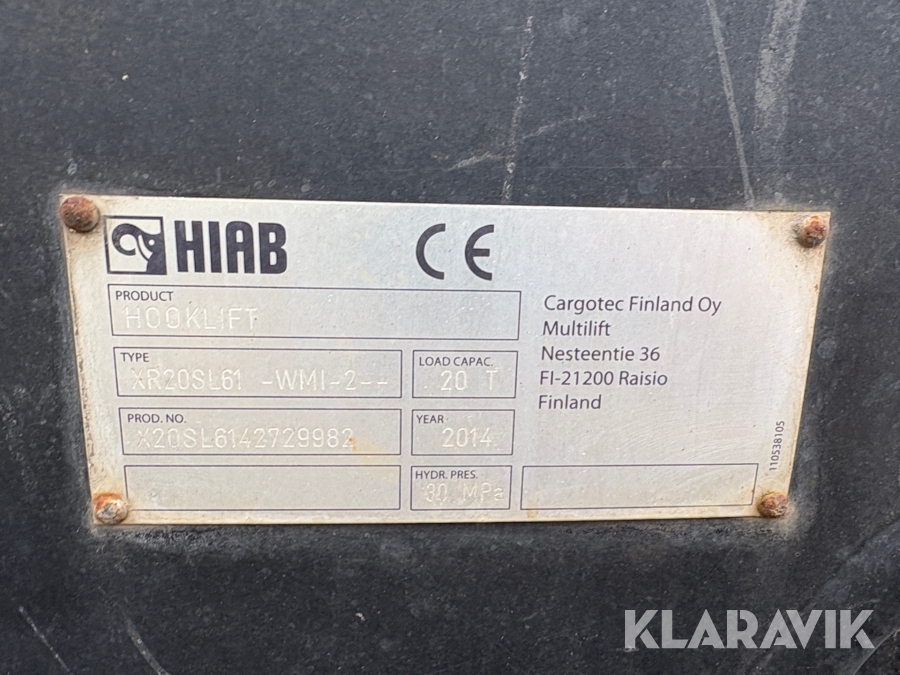 HIAB
CE
PRODUCT
HOOKLIFT
TYPE
XR20SL61 -WMI-2--
LOAD CAPAC.
20 T
PROD. NO.
X20SL6142729982
YEAR
2014
HYDR. PRES.
30 MPa
Cargotec Finland Oy
Multilift
Nesteentie 36
FI-21200 Raisio
Finland
110538105
KLARAVIK